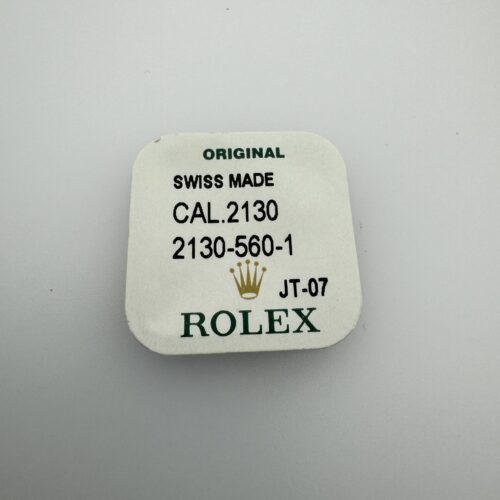 ORIGINAL
SWISS MADE
CAL.2130
2130-560-1
JT-07
ROLEX